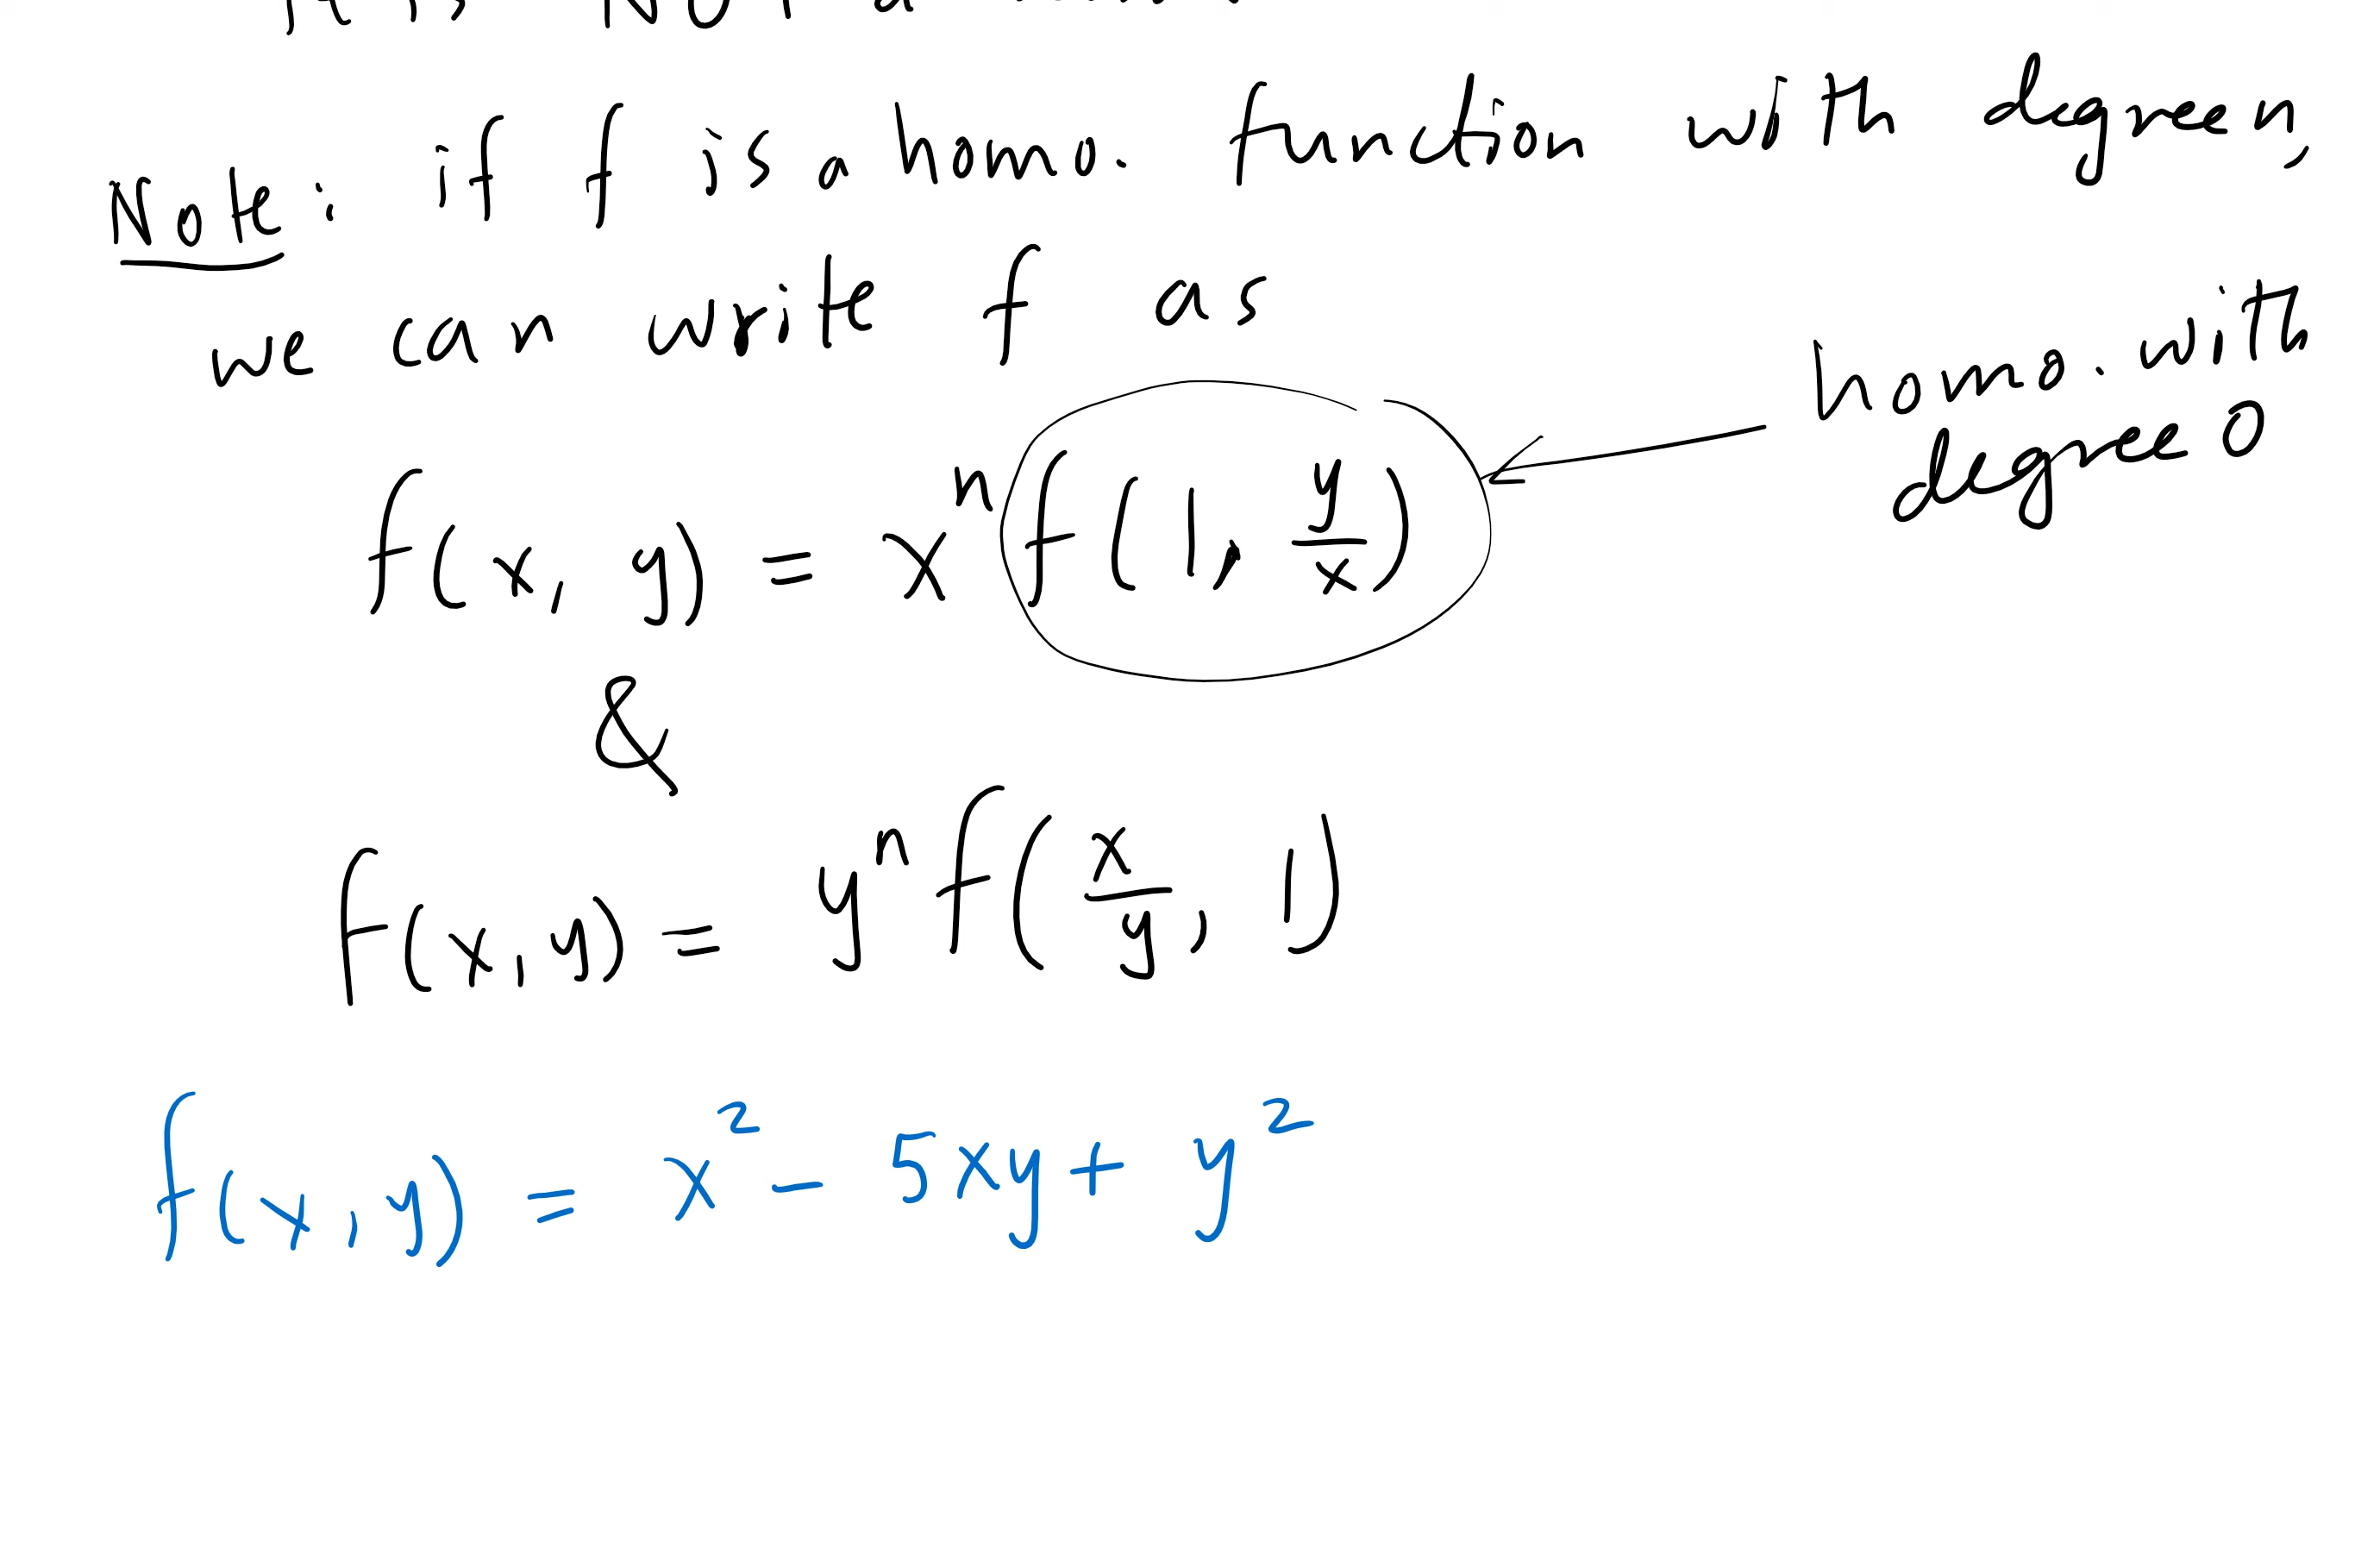 Note: if f is a homo. function with degree n,
we can write f as
homo. with
degree 0
f(x, y) = x^n f(1, y/x)
&
f(x, y) = y^n f(x/y, 1)
f(x, y) = x^2 - 5xy + y^2